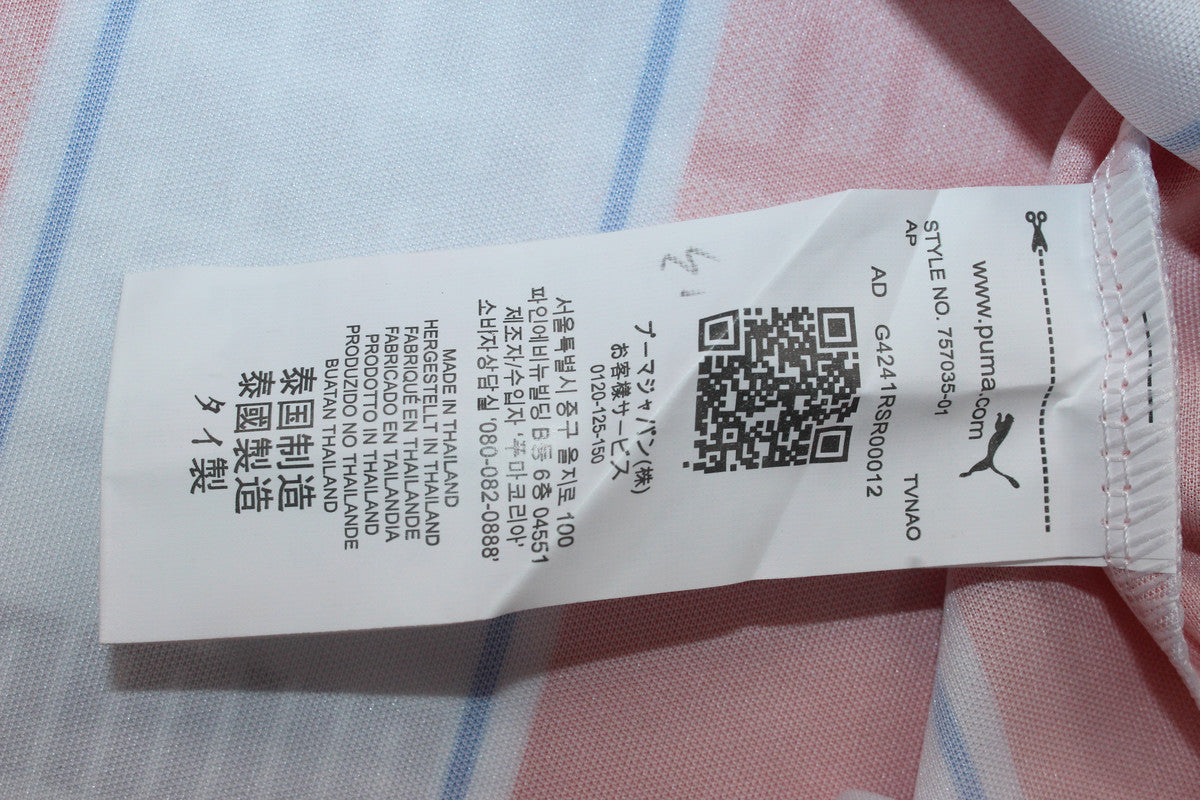 www.puma.com
STYLE NO. 757035-01 TVNAO
AP
AD G4241RSR00012
プーマジャパン(株)
お客様サービス
0120-125-150
서울특별시 중구 을지로 100
파인에비뉴빌딩 B동 6층 04551
제조자/수입자 '푸마코리아'
소비자상담실 '080-082-0888'
MADE IN THAILAND
HERGESTELLT IN THAILAND
FABRIQUÉ EN THAILANDE
FABRICADO EN TAILANDIA
PRODOTTO IN THAILAND
PRODUZIDO NO THAILANDE
BUATAN THAILAND
泰国制造
泰國製造
タイ製